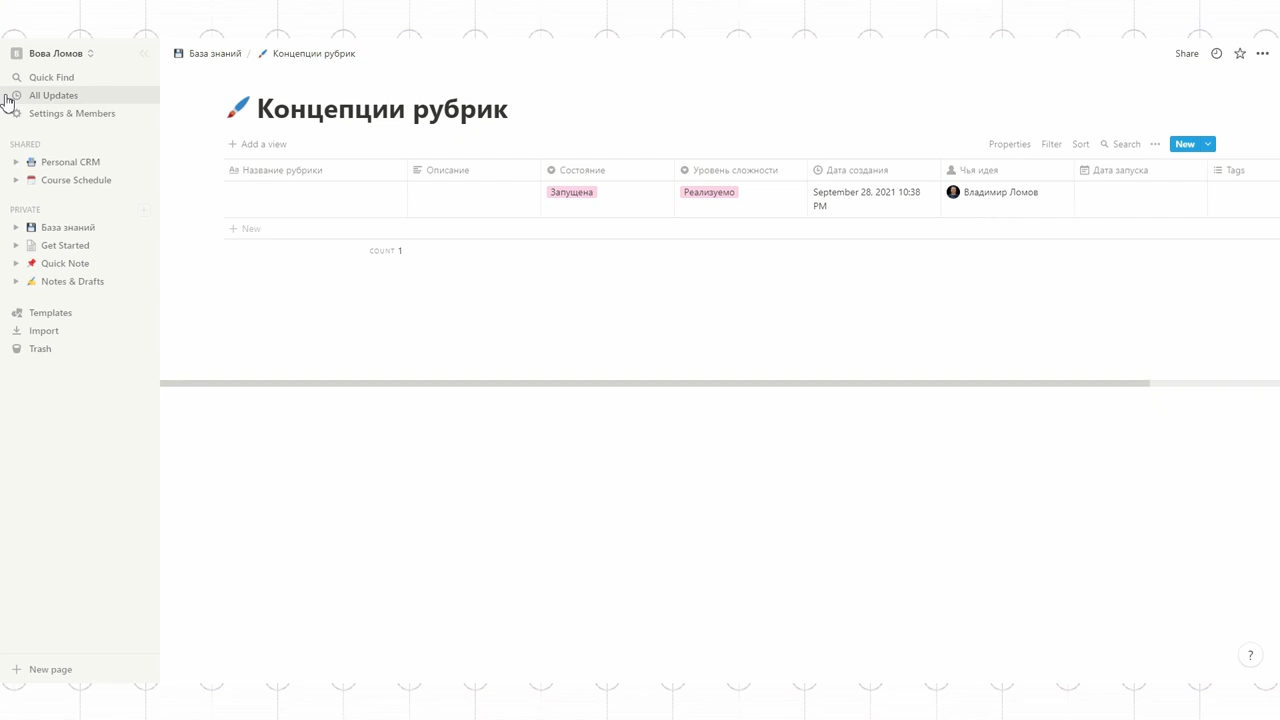 В Вова Ломов
Quick Find
All Updates
Settings & Members
SHARED
Personal CRM
Course Schedule
PRIVATE
База знаний
Get Started
Quick Note
Notes & Drafts
Templates
Import
Trash
New page
База знаний / Концепции рубрик
Share
Концепции рубрик
Add a view
Properties Filter Sort Search New
Aa Название рубрики Описание Состояние Уровень сложности Дата создания Чья идея Дата запуска Tags
Запущена Реализуемо September 28, 2021 10:38 PM Владимир Ломов
New
COUNT 1
?